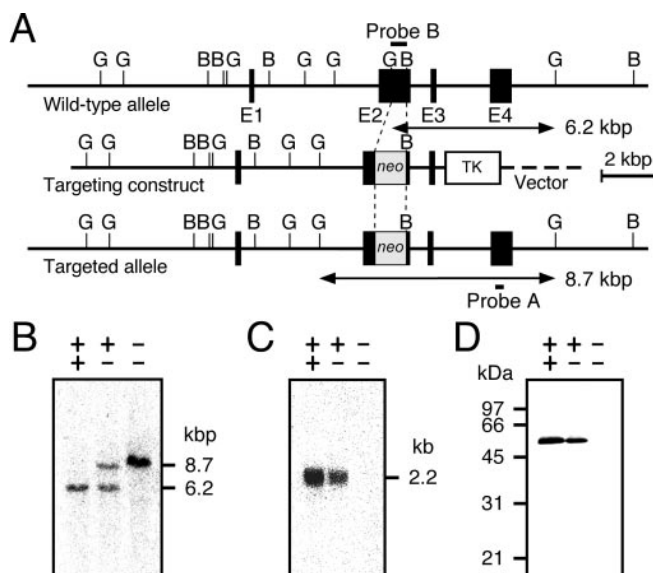 A
Probe B
G G B B G B G G G B G B
Wild-type allele
E1 E2 E3 E4
6.2 kbp
G G B B G B G G B
neo
TK
Targeting construct
Vector
2 kbp
G G B B G B G G B G B
neo
Targeted allele
8.7 kbp
Probe A
B
+ + –
+ – –
kbp
8.7
6.2
C
+ + –
+ – –
kb
2.2
D
+ + –
+ – –
kDa
97
66
45
31
21